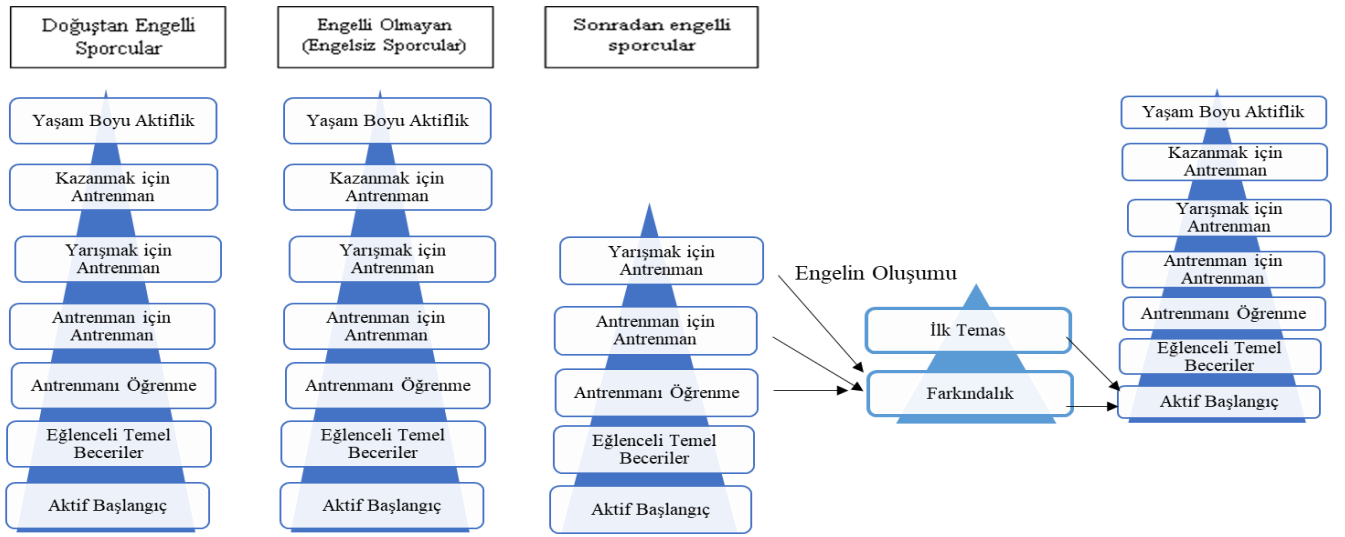 Doğuştan Engelli
Sporcular
Yaşam Boyu Aktiflik
Kazanmak için
Antrenman
Yarışmak için
Antrenman
Antrenman için
Antrenman
Antrenmanı Öğrenme
Eğlenceli Temel
Beceriler
Aktif Başlangıç
Engelli Olmayan
(Engelsiz Sporcular)
Yaşam Boyu Aktiflik
Kazanmak için
Antrenman
Yarışmak için
Antrenman
Antrenman için
Antrenman
Antrenmanı Öğrenme
Eğlenceli Temel
Beceriler
Aktif Başlangıç
Sonradan engelli
sporcular
Yarışmak için
Antrenman
Antrenman için
Antrenman
Antrenmanı Öğrenme
Eğlenceli Temel
Beceriler
Aktif Başlangıç
Engelin Oluşumu
İlk Temas
Farkındalık
Yaşam Boyu Aktiflik
Kazanmak için
Antrenman
Yarışmak için
Antrenman
Antrenman için
Antrenman
Antrenmanı Öğrenme
Eğlenceli Temel
Beceriler
Aktif Başlangıç